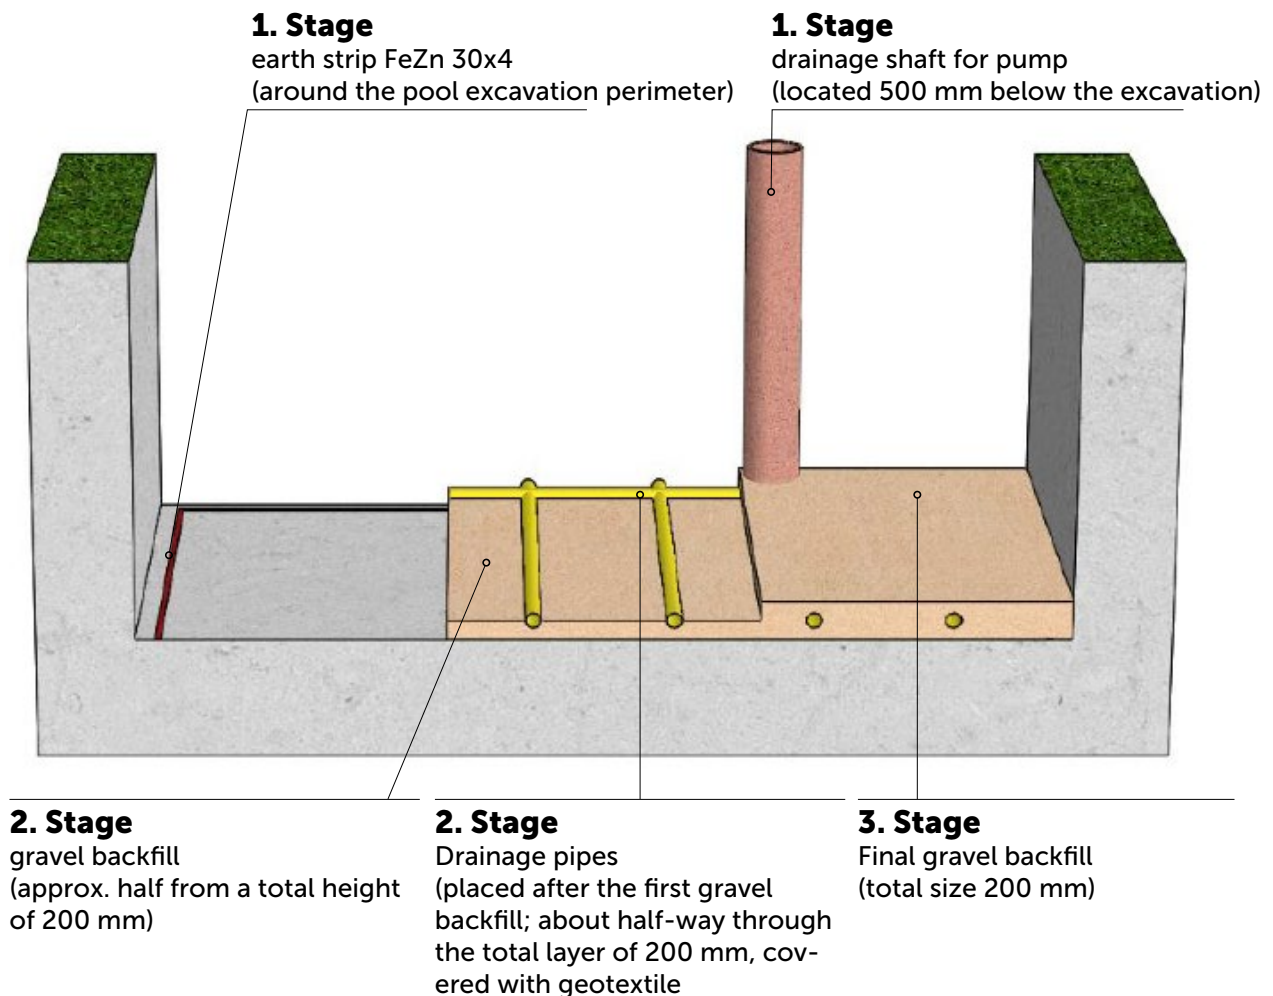 1. Stage
earth strip FeZn 30x4
(around the pool excavation perimeter)
1. Stage
drainage shaft for pump
(located 500 mm below the excavation)
2. Stage
gravel backfill
(approx. half from a total height
of 200 mm)
2. Stage
Drainage pipes
(placed after the first gravel
backfill; about half-way through
the total layer of 200 mm, cov-
ered with geotextile
3. Stage
Final gravel backfill
(total size 200 mm)